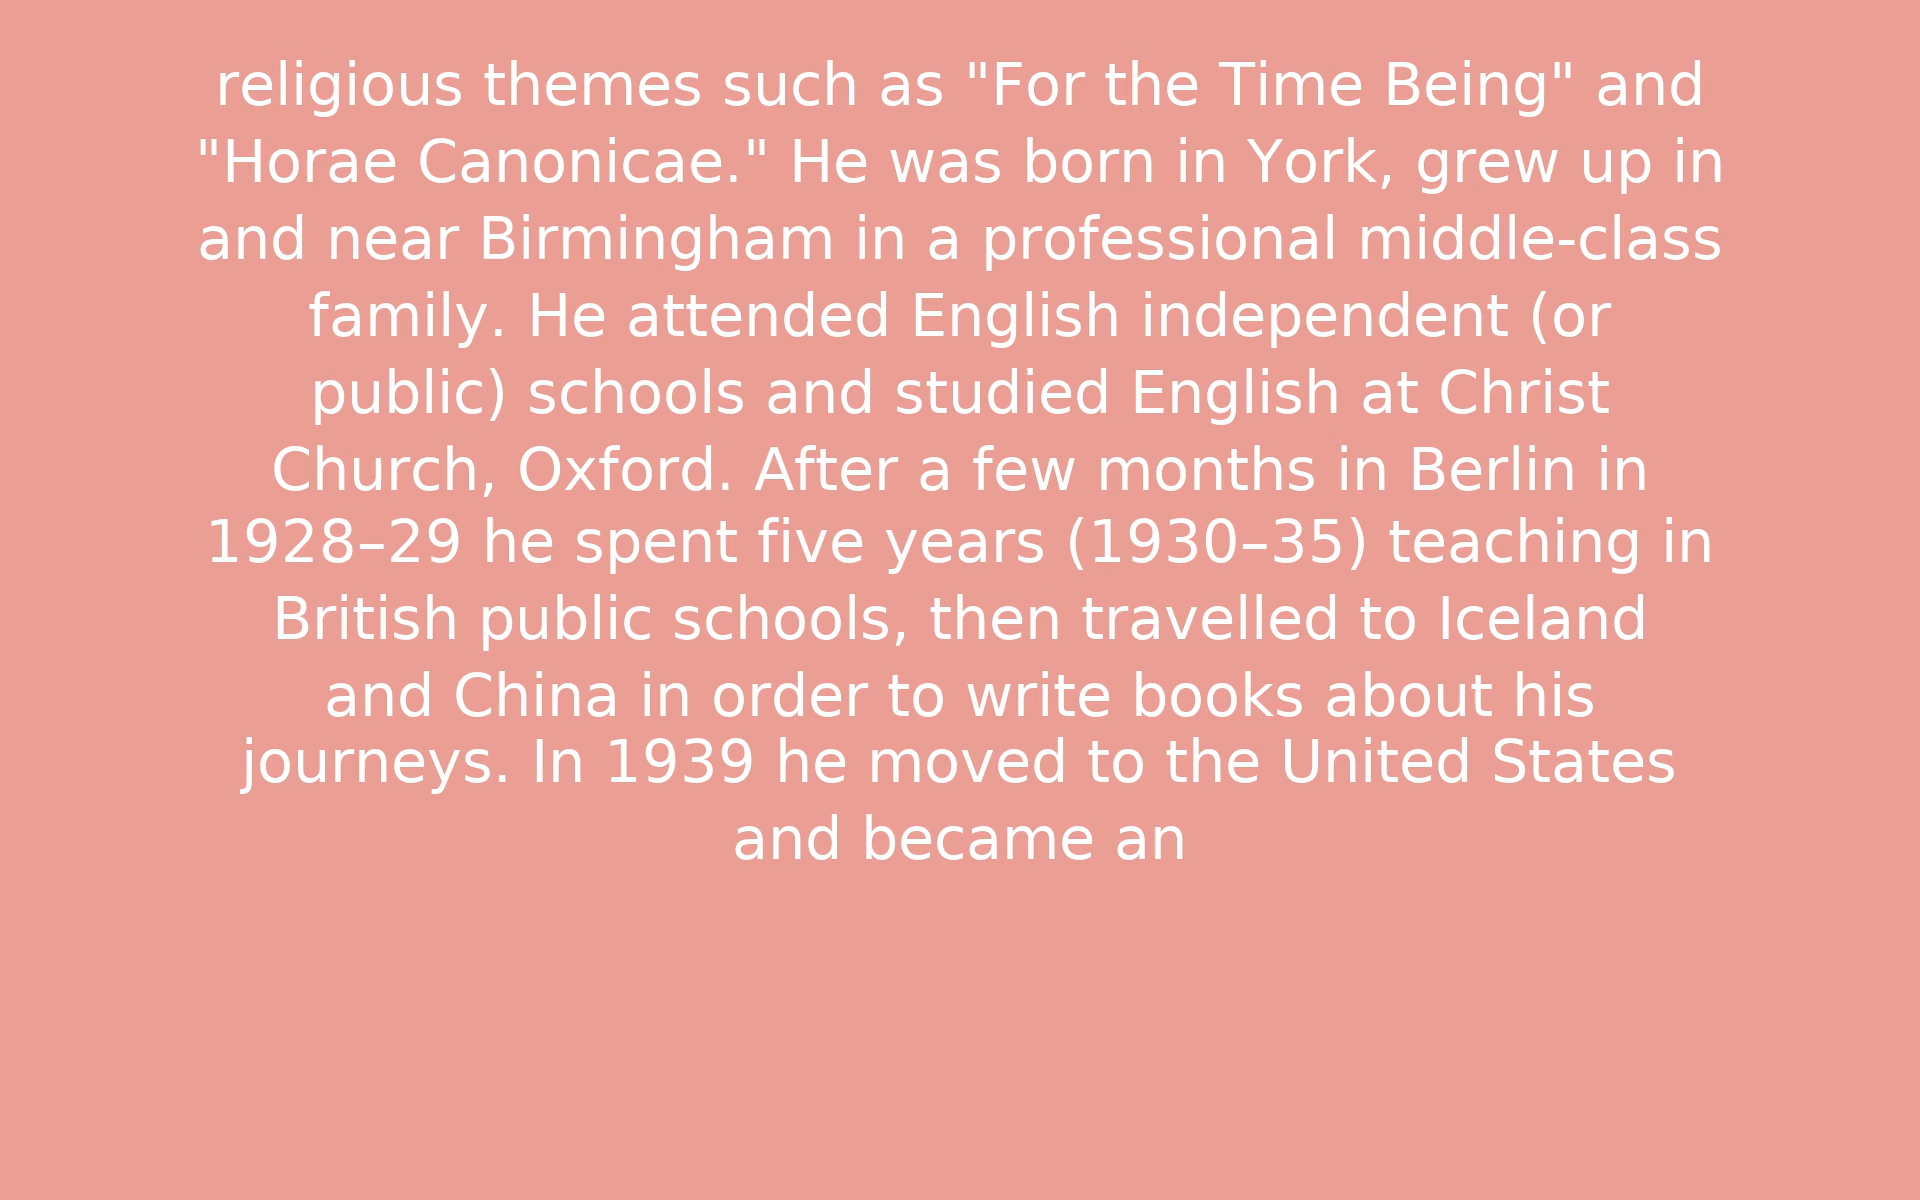 religious themes such as "For the Time Being" and
"Horae Canonicae." He was born in York, grew up in
and near Birmingham in a professional middle-class
family. He attended English independent (or
public) schools and studied English at Christ
Church, Oxford. After a few months in Berlin in
1928–29 he spent five years (1930–35) teaching in
British public schools, then travelled to Iceland
and China in order to write books about his
journeys. In 1939 he moved to the United States
and became an